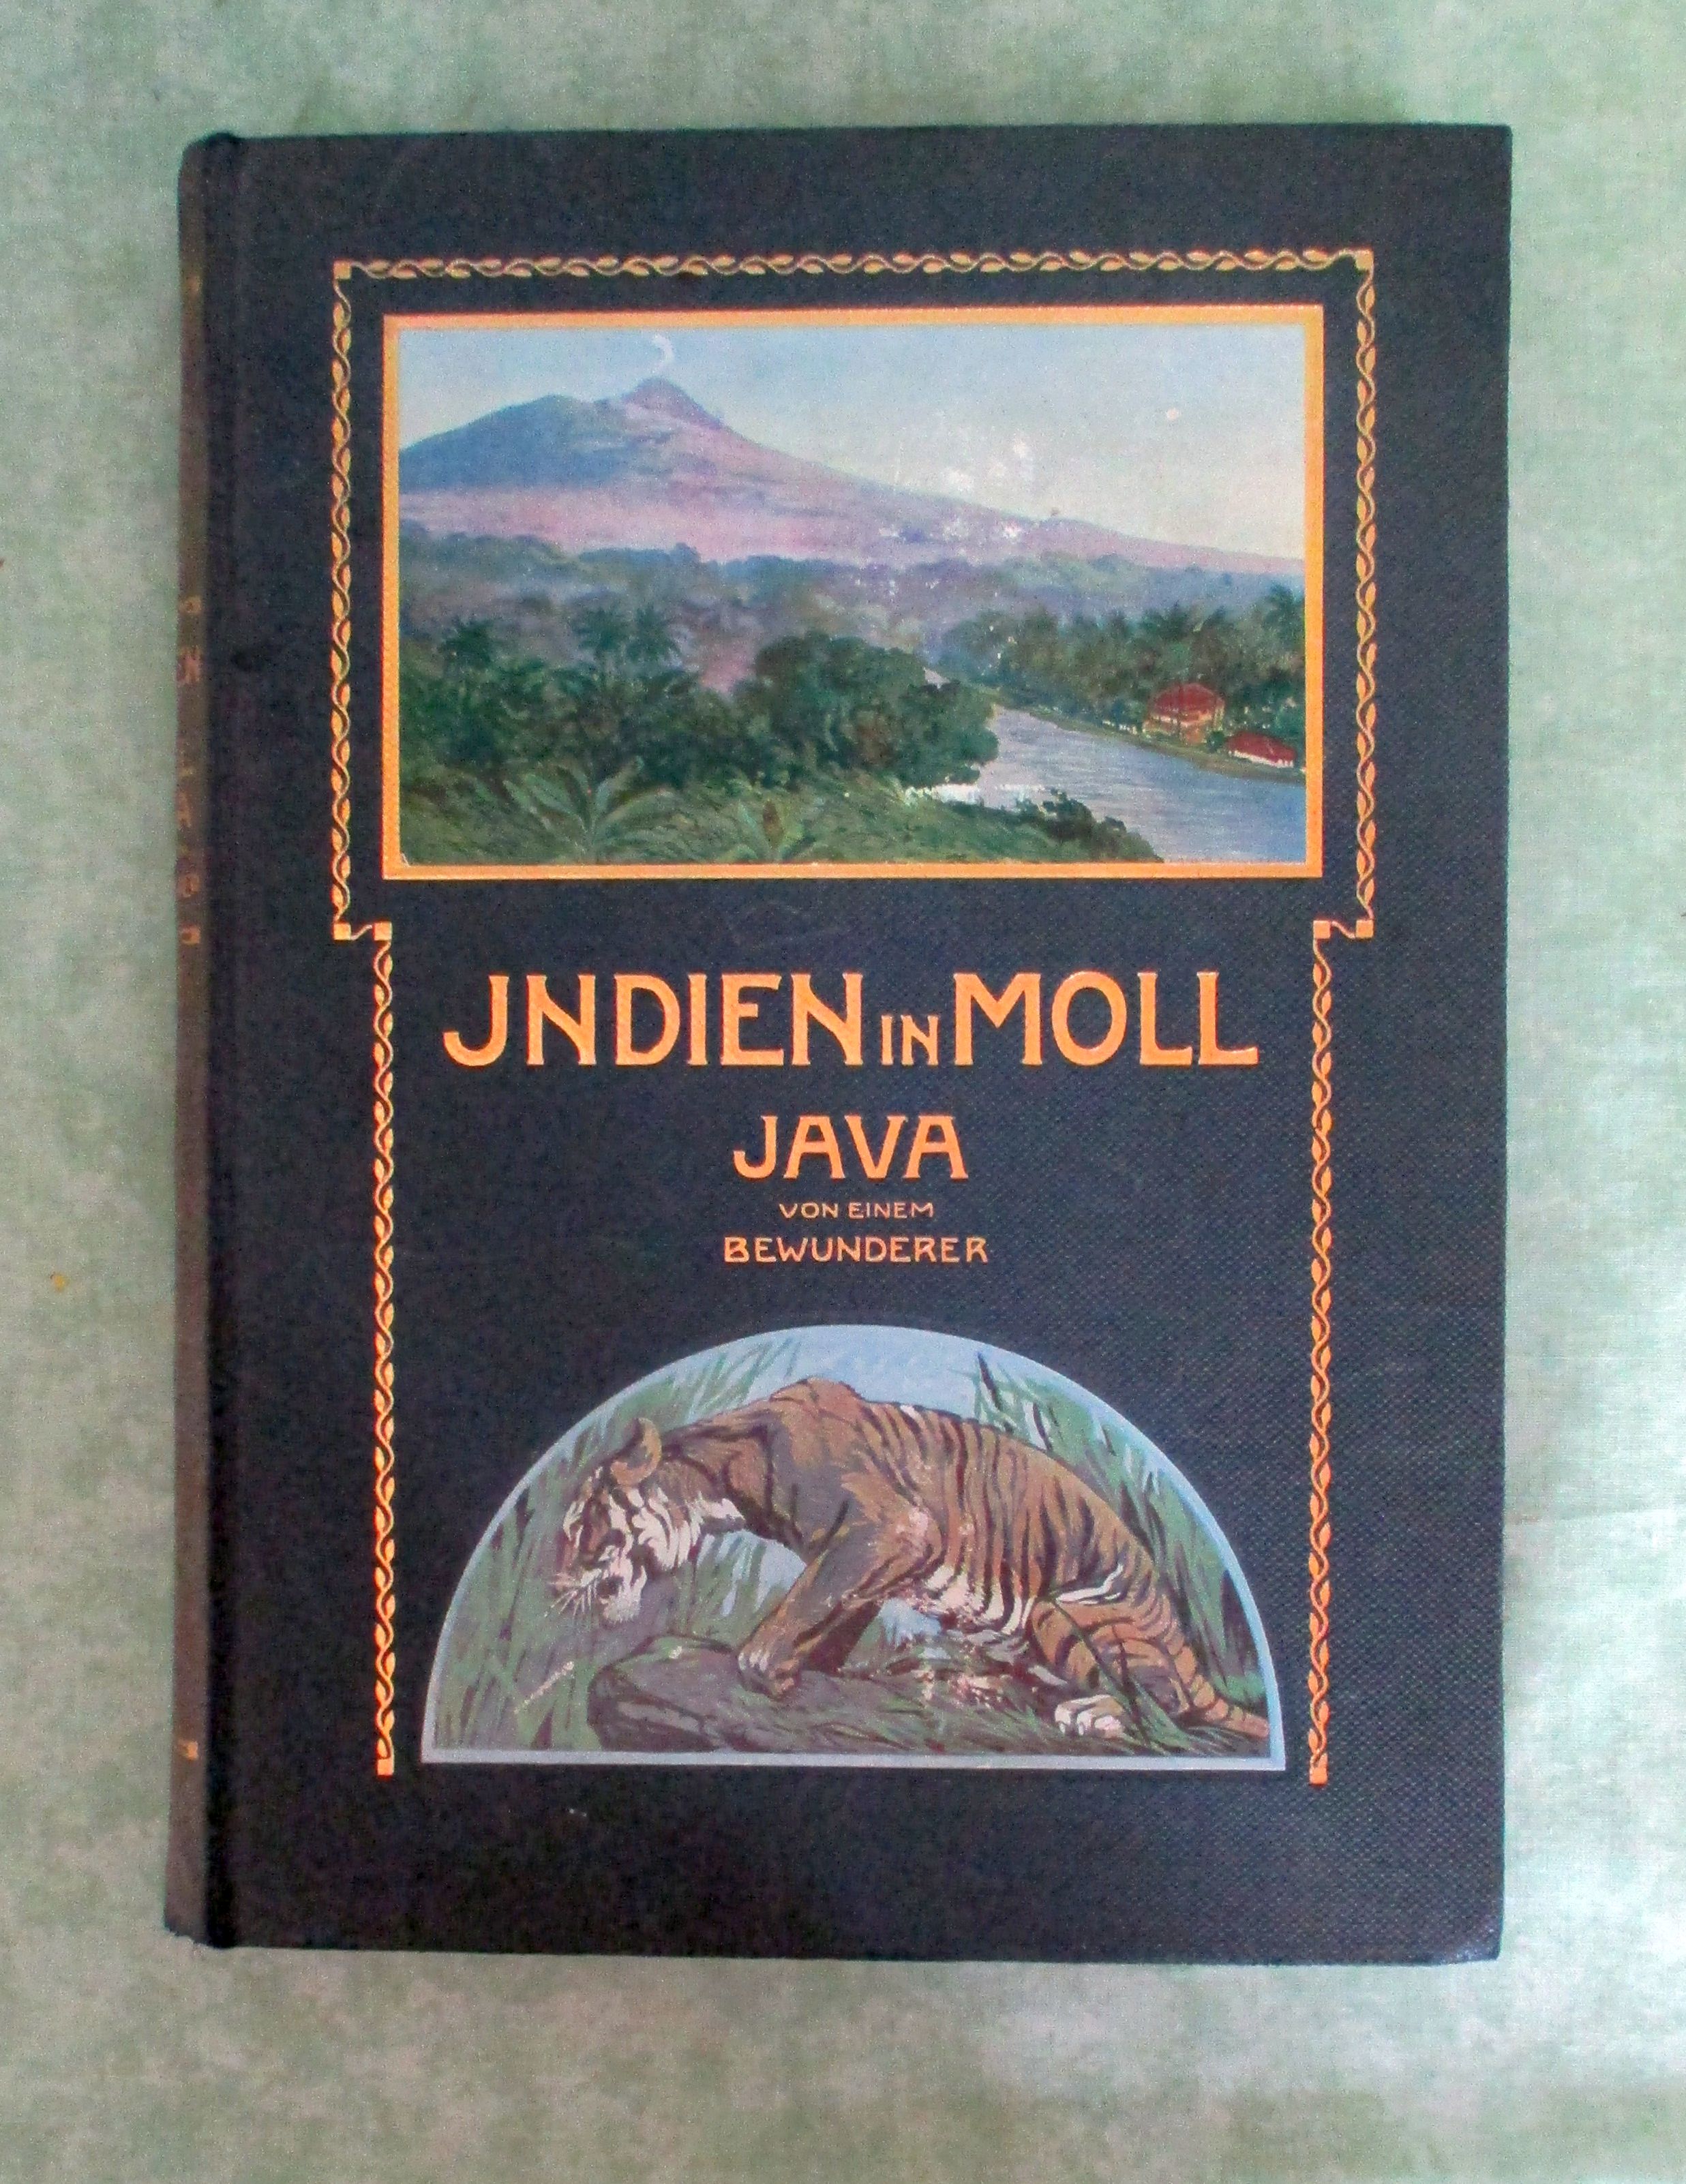 JNDIEN IN MOLL
JAVA
VON EINEM
BEWUNDERER